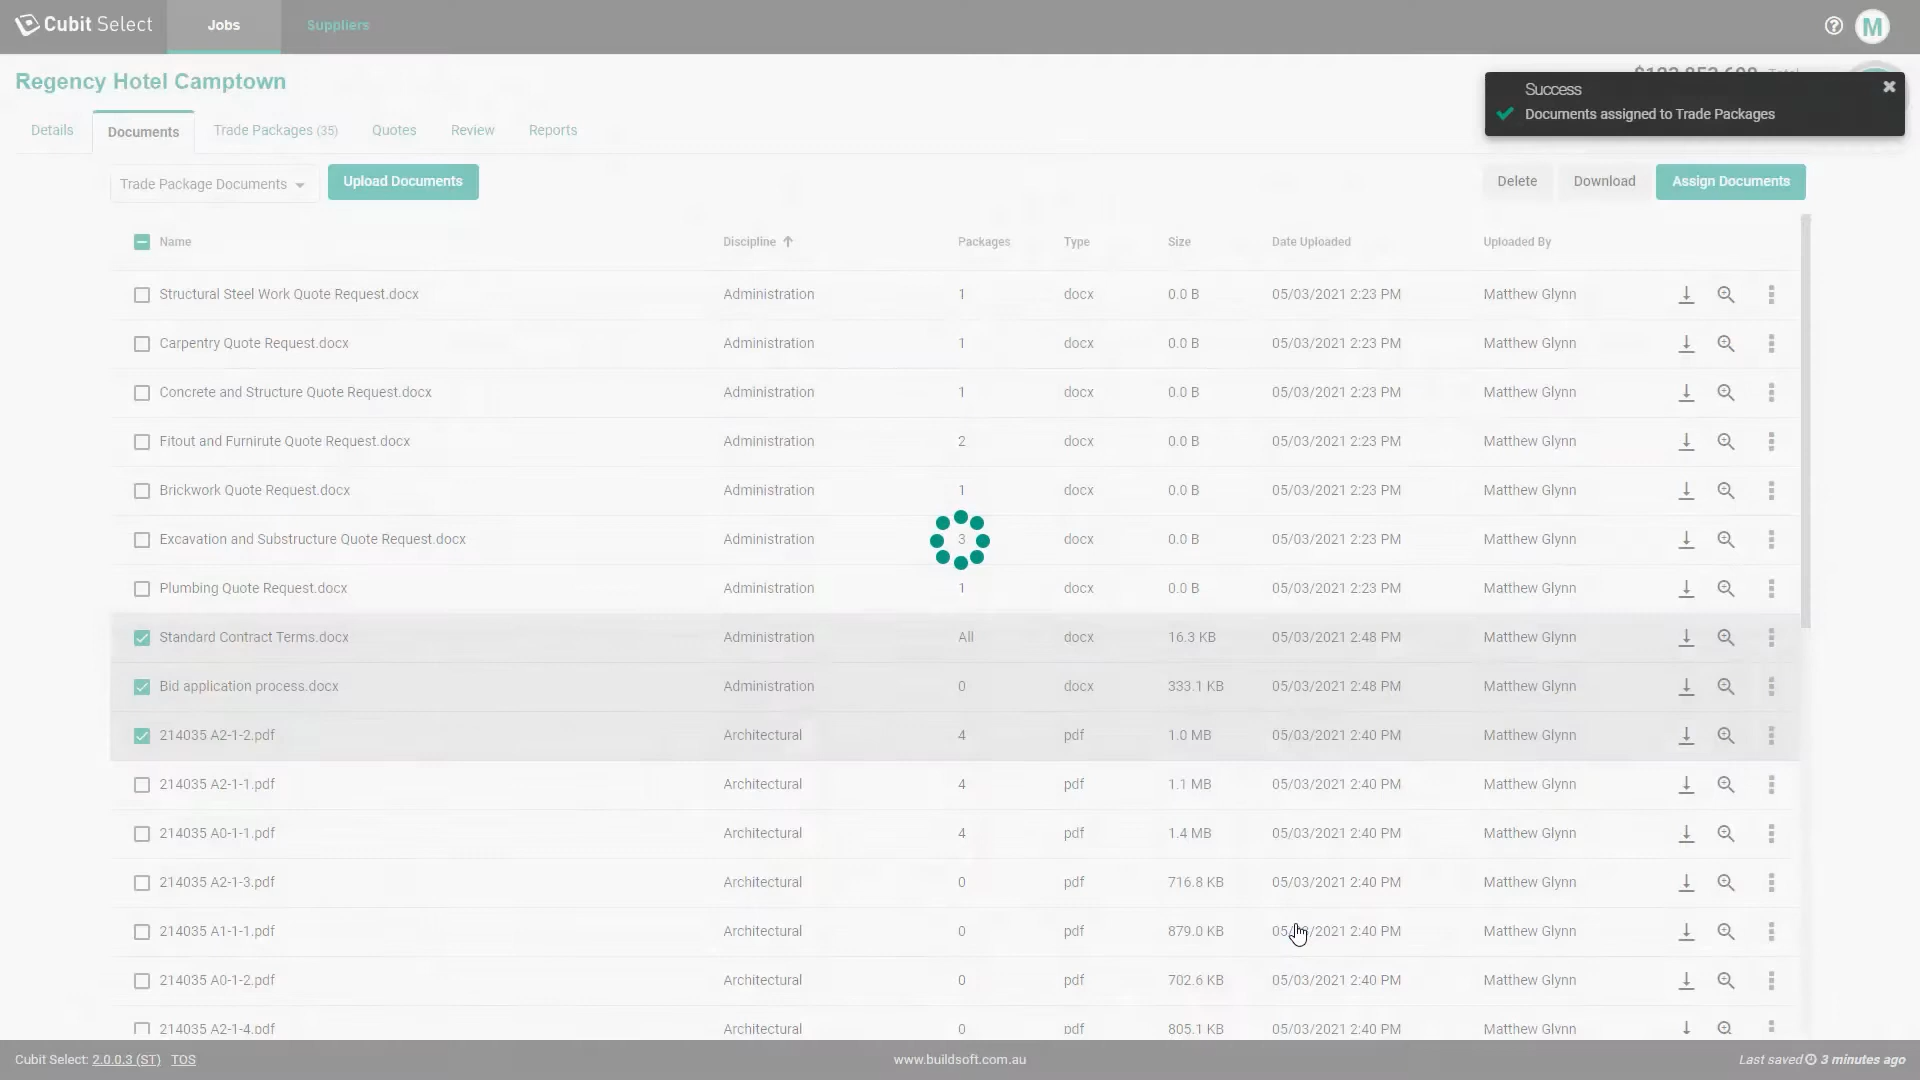 Cubit Select Jobs Suppliers M
Regency Hotel Camptown
Success
Documents assigned to Trade Packages
Details Documents Trade Packages (35) Quotes Review Reports
Trade Package Documents Upload Documents Delete Download Assign Documents
Name Discipline Packages Type Size Date Uploaded Uploaded By
Structural Steel Work Quote Request.docx Administration 1 docx 0.0 B 05/03/2021 2:23 PM Matthew Glynn
Carpentry Quote Request.docx Administration 1 docx 0.0 B 05/03/2021 2:23 PM Matthew Glynn
Concrete and Structure Quote Request.docx Administration 1 docx 0.0 B 05/03/2021 2:23 PM Matthew Glynn
Fitout and Furnirute Quote Request.docx Administration 2 docx 0.0 B 05/03/2021 2:23 PM Matthew Glynn
Brickwork Quote Request.docx Administration 1 docx 0.0 B 05/03/2021 2:23 PM Matthew Glynn
Excavation and Substructure Quote Request.docx Administration 3 docx 0.0 B 05/03/2021 2:23 PM Matthew Glynn
Plumbing Quote Request.docx Administration 1 docx 0.0 B 05/03/2021 2:23 PM Matthew Glynn
Standard Contract Terms.docx Administration All docx 16.3 KB 05/03/2021 2:48 PM Matthew Glynn
Bid application process.docx Administration 0 docx 333.1 KB 05/03/2021 2:48 PM Matthew Glynn
214035 A2-1-2.pdf Architectural 4 pdf 1.0 MB 05/03/2021 2:40 PM Matthew Glynn
214035 A2-1-1.pdf Architectural 4 pdf 1.1 MB 05/03/2021 2:40 PM Matthew Glynn
214035 A0-1-1.pdf Architectural 4 pdf 1.4 MB 05/03/2021 2:40 PM Matthew Glynn
214035 A2-1-3.pdf Architectural 0 pdf 716.8 KB 05/03/2021 2:40 PM Matthew Glynn
214035 A1-1-1.pdf Architectural 0 pdf 879.0 KB /2021 2:40 PM Matthew Glynn
214035 A0-1-2.pdf Architectural 0 pdf 702.6 KB 05/03/2021 2:40 PM Matthew Glynn
214035 A2-1-4.pdf Architectural 0 pdf 805.1 KB 05/03/2021 2:40 PM Matthew Glynn
Cubit Select: 2.0.0.3 (ST) TOS www.buildsoft.com.au Last saved 3 minutes ago